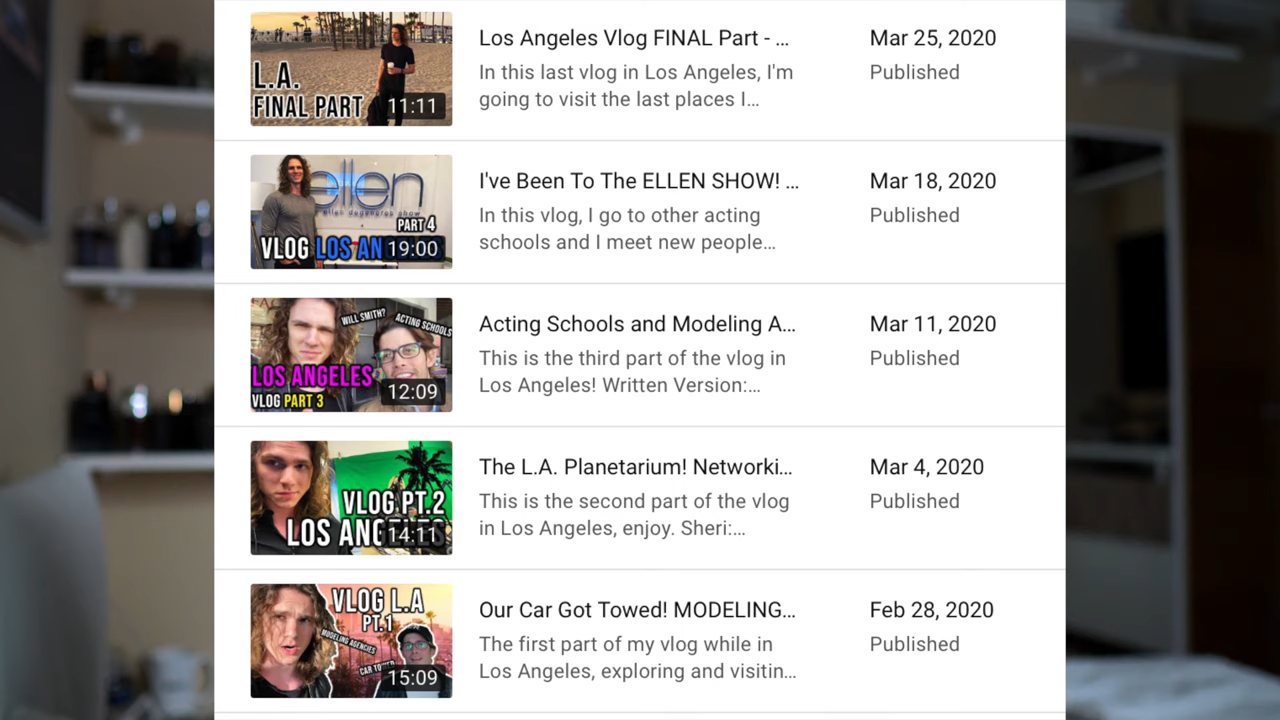 L.A.
FINAL PART
11:11
Los Angeles Vlog FINAL Part - …
In this last vlog in Los Angeles, I'm
going to visit the last places I…
Mar 25, 2020
Published
ellen
ellen degeneres show
PART 4
VLOG LOS AN
19:00
I've Been To The ELLEN SHOW! …
In this vlog, I go to other acting
schools and I meet new people…
Mar 18, 2020
Published
WILL SMITH?
ACTING SCHOOLS
LOS ANGELES
VLOG PART 3
12:09
Acting Schools and Modeling A…
This is the third part of the vlog in
Los Angeles! Written Version:…
Mar 11, 2020
Published
VLOG PT.2
LOS ANGELES
14:11
The L.A. Planetarium! Networki…
This is the second part of the vlog
in Los Angeles, enjoy. Sheri:…
Mar 4, 2020
Published
VLOG L.A
PT.1
MODELING AGENCIES
CAR TOWED
15:09
Our Car Got Towed! MODELING…
The first part of my vlog while in
Los Angeles, exploring and visitin…
Feb 28, 2020
Published